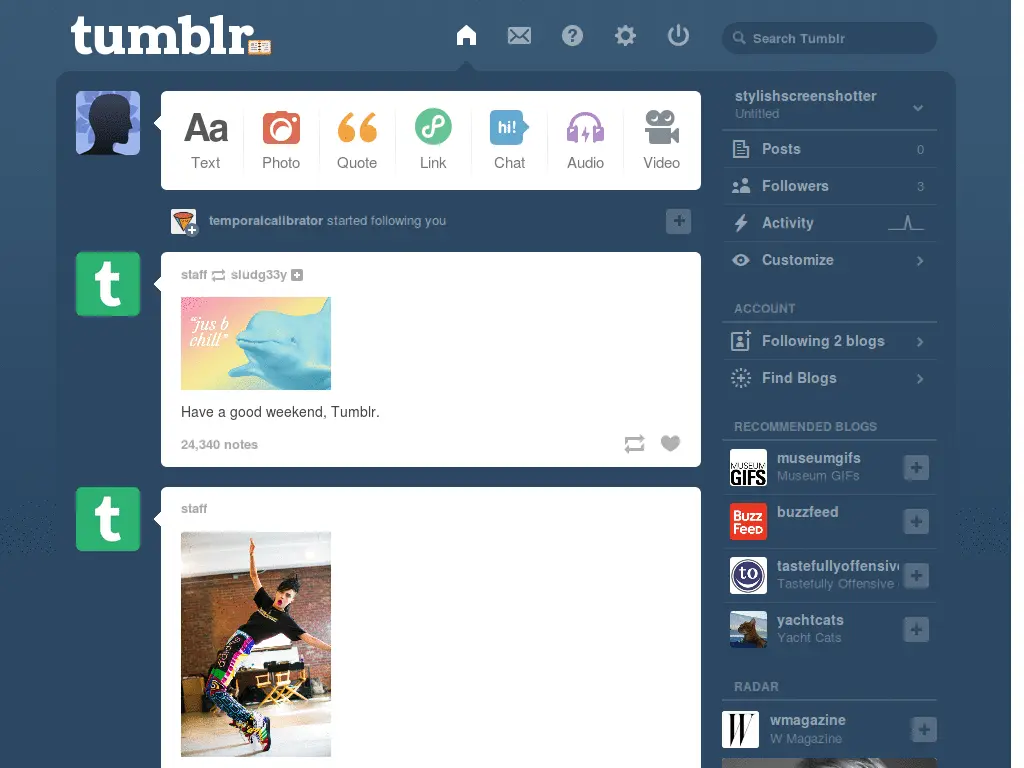 tumblr
Search Tumblr
Aa
Text
Photo
Quote
Link
hi!
Chat
Audio
Video
temporalcalibrator started following you
t
staff sludg33y
"jus b
chill"
Have a good weekend, Tumblr.
24,340 notes
t
staff
stylishscreenshotter
Untitled
Posts 0
Followers 3
Activity
Customize
ACCOUNT
Following 2 blogs
Find Blogs
RECOMMENDED BLOGS
MUSEUM
GIFS
museumgifs
Museum GIFs
Buzz
FeeD
buzzfeed
to
tastefullyoffensiv
Tastefully Offensive
yachtcats
Yacht Cats
RADAR
W
wmagazine
W Magazine